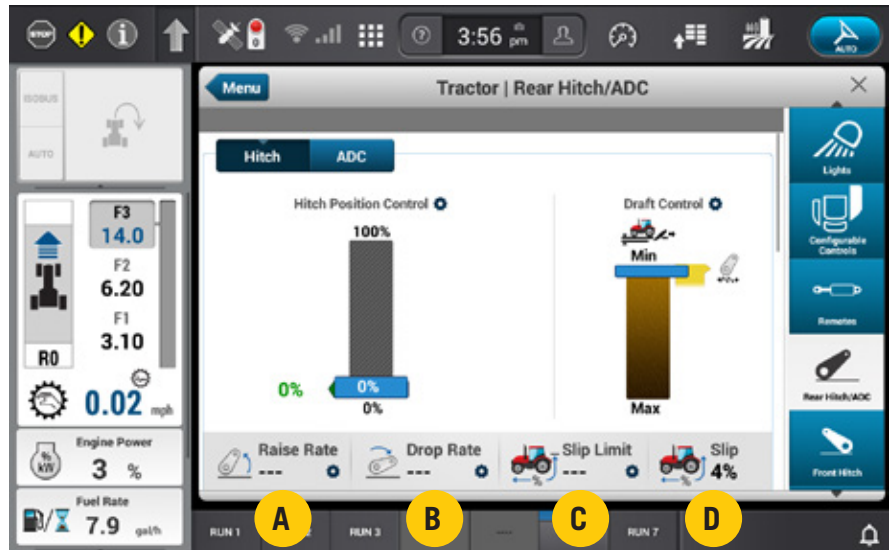 STOP
3:56 pm
AUTO
ISOBUS
AUTO
Menu
Tractor | Rear Hitch/ADC
Hitch
ADC
Hitch Position Control
100%
0%
0%
0%
Draft Control
Min
Max
F3
14.0
F2
6.20
F1
3.10
R0
0.02 mph
Engine Power
kW
3 %
Fuel Rate
7.9 gal/h
Raise Rate
---
Drop Rate
---
Slip Limit
---
%
Slip
4%
%
Lights
Configurable
Controls
Remotes
Rear Hitch/ADC
Front Hitch
A
B
C
D
RUN 1
RUN 3
----
RUN 7